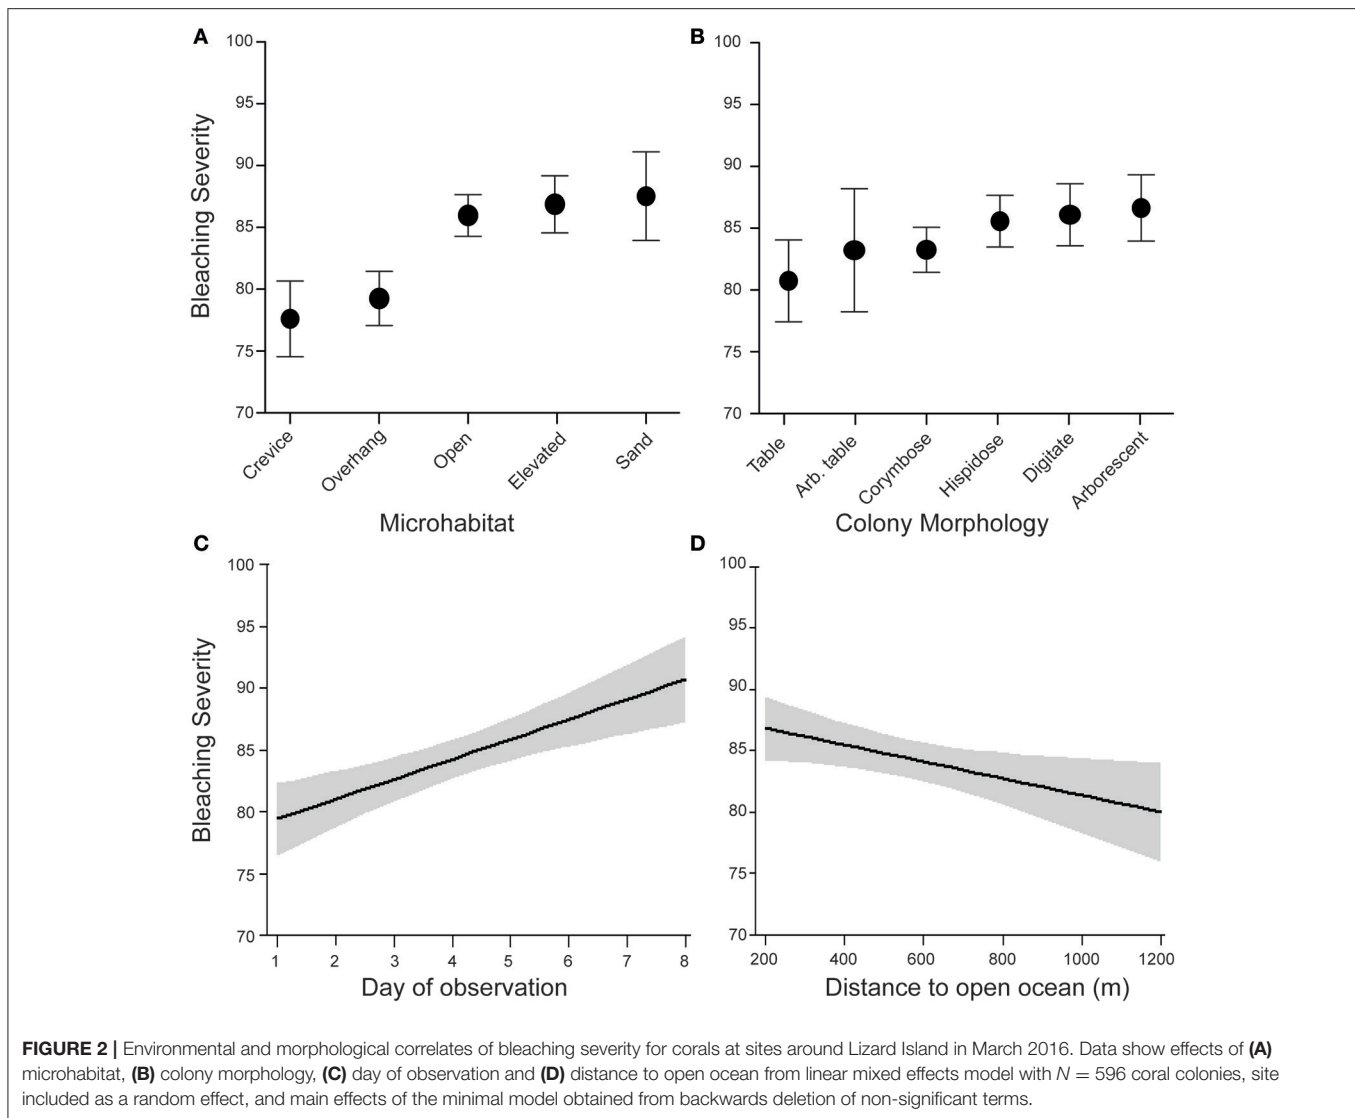 A
B
100
95
90
85
80
75
70
Bleaching Severity
Crevice
Overhang
Open
Elevated
Sand
Microhabitat
100
95
90
85
80
75
70
Table
Arb. table
Corymbose
Hispidose
Digitate
Arborescent
Colony Morphology
C
D
100
95
90
85
80
75
70
Bleaching Severity
1 2 3 4 5 6 7 8
Day of observation
100
95
90
85
80
75
70
200 400 600 800 1000 1200
Distance to open ocean (m)
FIGURE 2 | Environmental and morphological correlates of bleaching severity for corals at sites around Lizard Island in March 2016. Data show effects of (A)
microhabitat, (B) colony morphology, (C) day of observation and (D) distance to open ocean from linear mixed effects model with N = 596 coral colonies, site
included as a random effect, and main effects of the minimal model obtained from backwards deletion of non-significant terms.